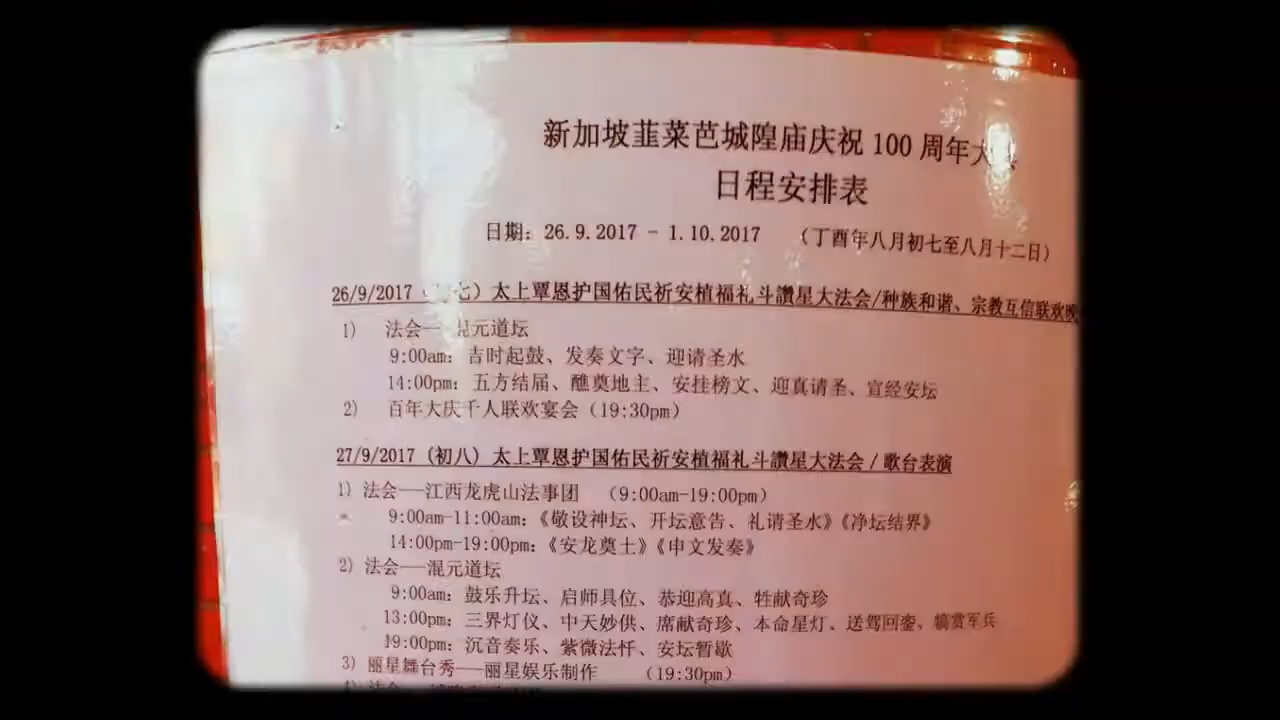 新加坡韮菜芭城隍庙庆祝 100 周年大
日程安排表
日期：26.9.2017 - 1.10.2017 （丁酉年八月初七至八月十二日）
26/9/2017 七）太上覃恩护国佑民祈安植福礼斗讚星大法会/种族和谐、宗教互信联欢晚
1） 法会—混元道坛
9:00am：吉时起鼓、发奏文字、迎请圣水
14:00pm：五方结届、醮奠地主、安挂榜文、迎真请圣、宣经安坛
2） 百年大庆千人联欢宴会（19:30pm）
27/9/2017（初八）太上覃恩护国佑民祈安植福礼斗讚星大法会 / 歌台表演
1）法会—江西龙虎山法事团 （9:00am-19:00pm）
9:00am-11:00am：《敬设神坛、开坛意告、礼请圣水》《净坛结界》
14:00pm-19:00pm：《安龙奠土》《申文发奏》
2）法会—混元道坛
9:00am：鼓乐升坛、启师具位、恭迎高真、牲献奇珍
13:00pm：三界灯仪、中天妙供、席献奇珍、本命星灯、送驾回銮、犒赏军兵
19:00pm：沉音奏乐、紫微法忏、安坛暂歇
3）丽星舞台秀—丽星娱乐制作 （19:30pm）